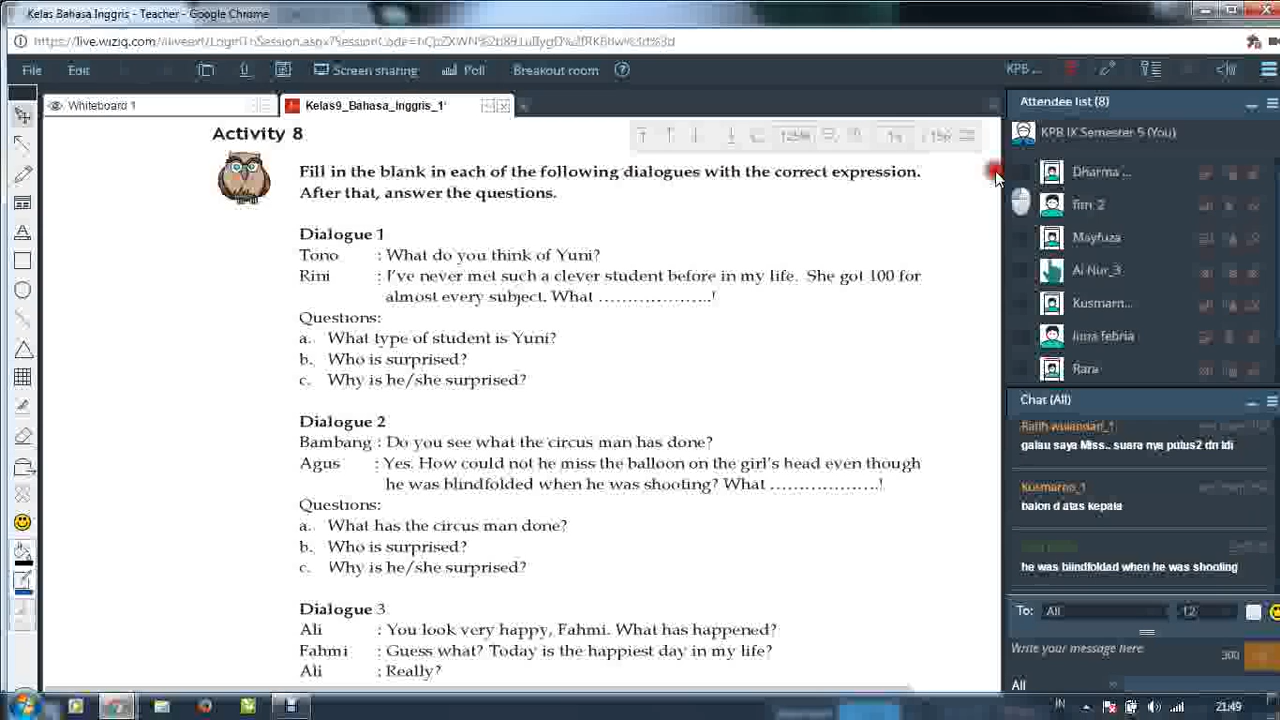 Kelas Bahasa Inggris - Teacher - Google Chrome
File Edit Screen sharing Poll Breakout room KPB ...
Whiteboard 1 Kelas9_Bahasa_Inggris_1 Attendee list (8)
KPB IX Semester 5 (You)
Dharma ...
Mayfuza
Al Nur_3
Kusmarn...
Rara
Activity 8
Fill in the blank in each of the following dialogues with the correct expression.
After that, answer the questions.
Dialogue 1
Tono : What do you think of Yuni?
Rini : I've never met such a clever student before in my life. She got 100 for
almost every subject. What ………………..!
Questions:
a. What type of student is Yuni?
b. Who is surprised?
c. Why is he/she surprised?
Dialogue 2
Bambang : Do you see what the circus man has done?
Agus : Yes. How could not he miss the balloon on the girl's head even though
he was blindfolded when he was shooting? What ……………….!
Questions:
a. What has the circus man done?
b. Who is surprised?
c. Why is he/she surprised?
Dialogue 3
Ali : You look very happy, Fahmi. What has happened?
Fahmi : Guess what? Today is the happiest day in my life?
Ali : Really?
Chat (All)
galau saya Miss.. suara nya putus2 dri tdi
balon d atas kepala
he was blindfoldad when he was shooting
To: All 12
Write your message here
300
All
IN 21:49